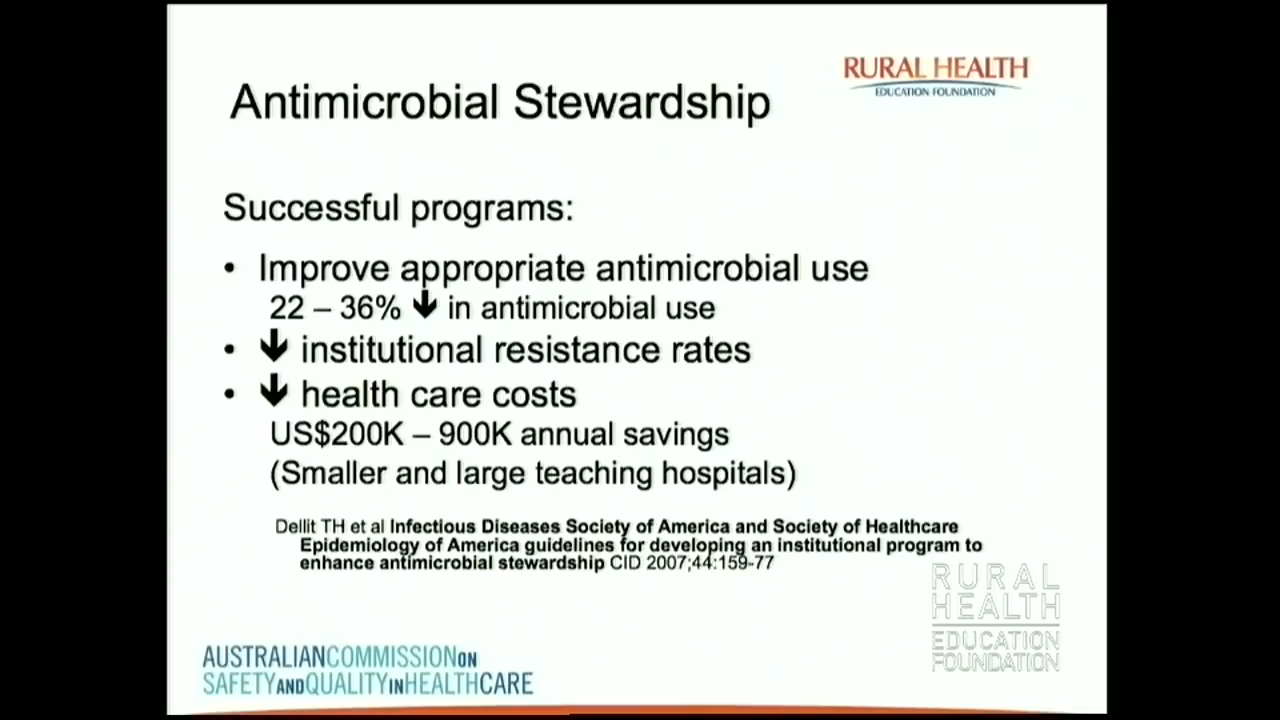 RURAL HEALTH
EDUCATION FOUNDATION
Antimicrobial Stewardship
Successful programs:
• Improve appropriate antimicrobial use
22 – 36% 🡇 in antimicrobial use
• 🡇 institutional resistance rates
• 🡇 health care costs
US$200K – 900K annual savings
(Smaller and large teaching hospitals)
Dellit TH et al Infectious Diseases Society of America and Society of Healthcare
Epidemiology of America guidelines for developing an institutional program to
enhance antimicrobial stewardship CID 2007;44:159-77
RURAL
HEALTH
EDUCATION
FOUNDATION
AUSTRALIANCOMMISSIONON
SAFETYANDQUALITYINHEALTHCARE